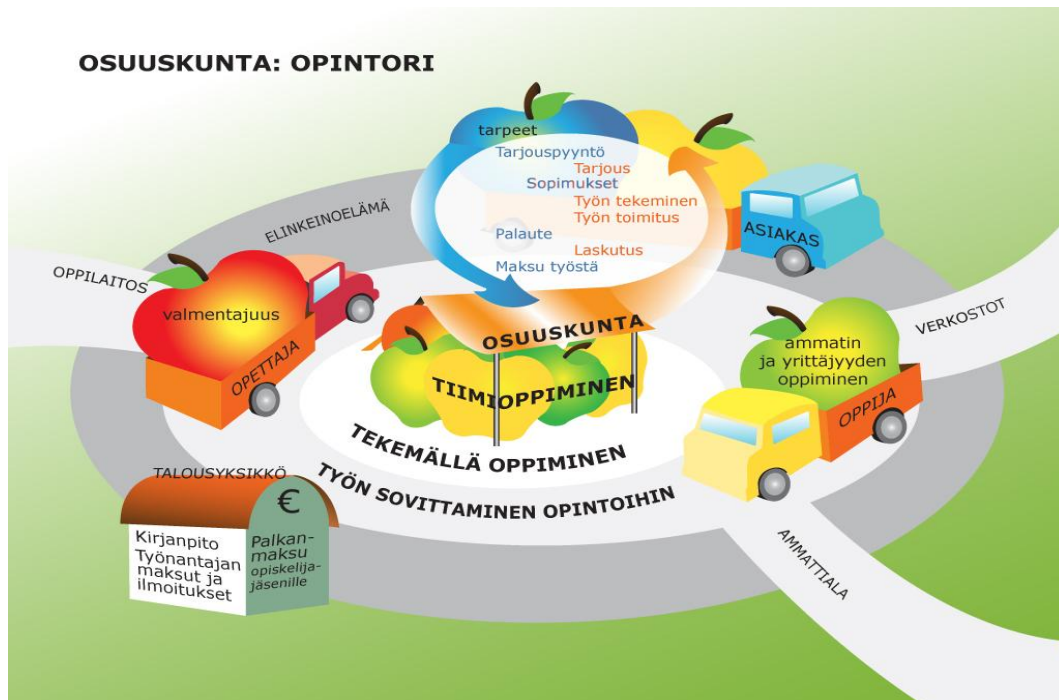 OSUUSKUNTA: OPINTORI
tarpeet
Tarjouspyyntö
Tarjous
Sopimukset
Työn tekeminen
Työn toimitus
Palaute
Laskutus
Maksu työstä
ELINKEINOELÄMÄ
ASIAKAS
OPPILAITOS
valmentajuus
OPETTAJA
OSUUSKUNTA
TIIMIOPPIMINEN
TEKEMÄLLÄ OPPIMINEN
TYÖN SOVITTAMINEN OPINTOIHIN
VERKOSTOT
ammatin
ja yrittäjyyden
oppiminen
OPPIJA
AMMATTIALA
TALOUSYKSIKKÖ
€
Kirjanpito
Työnantajan
maksut ja
ilmoitukset
Palkan-
maksu
opiskelija-
jäsenille